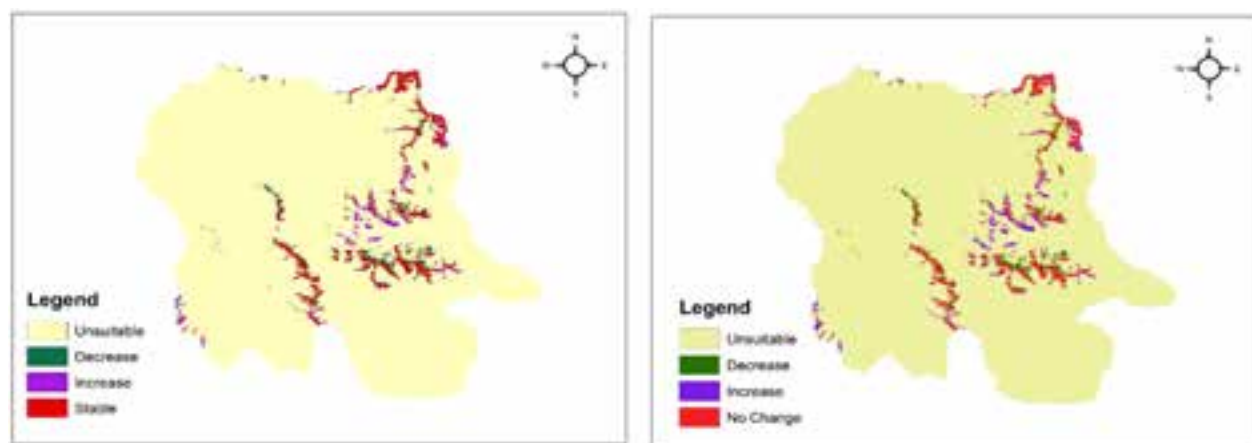 N
E
S
Legend
Unsuitable
Decrease
Increase
Stable
N
E
S
Legend
Unsuitable
Decrease
Increase
No Change